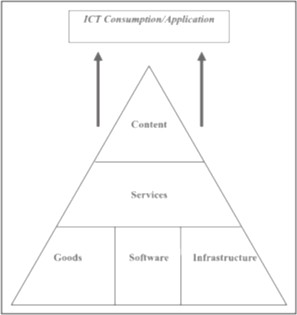 ICT Consumption/Application
Content
Services
Goods Software Infrastructure